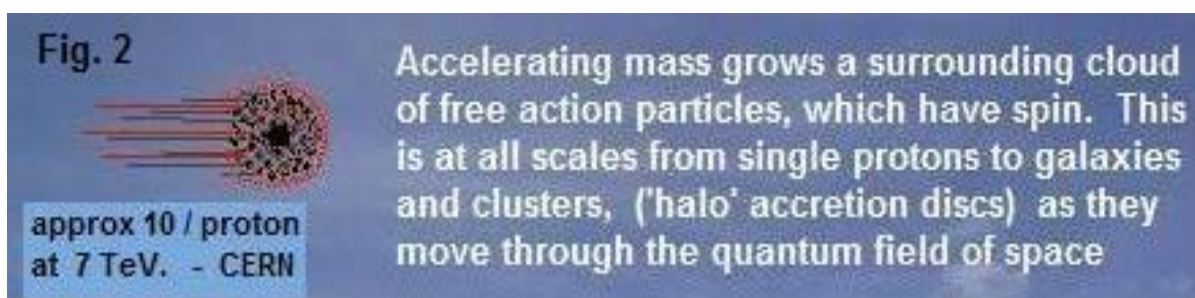 Fig. 2
approx 10 / proton
at 7 TeV. - CERN
Accelerating mass grows a surrounding cloud
of free action particles, which have spin. This
is at all scales from single protons to galaxies
and clusters, ('halo' accretion discs) as they
move through the quantum field of space